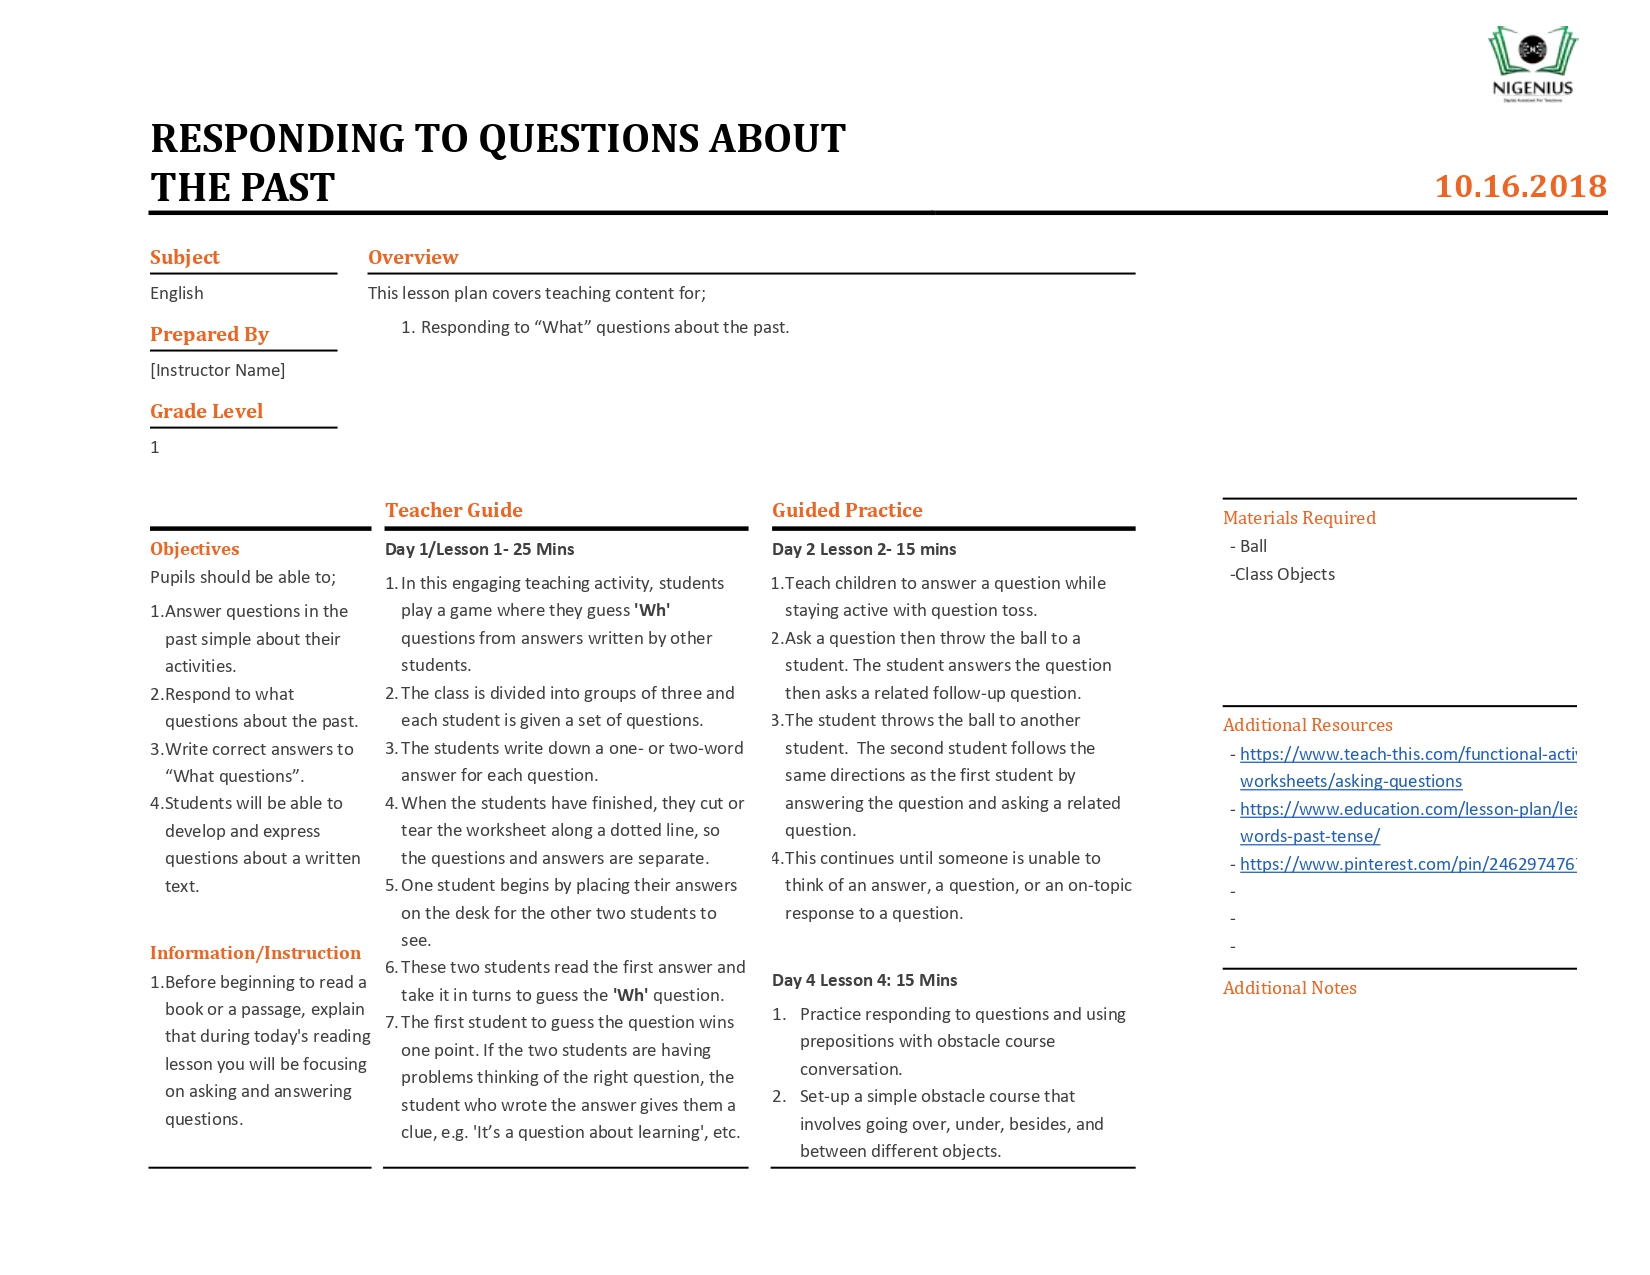 NIGENIUS
Digital Assistant For Teachers
RESPONDING TO QUESTIONS ABOUT
THE PAST
10.16.2018
Subject
English
Prepared By
[Instructor Name]
Grade Level
1
Overview
This lesson plan covers teaching content for;
1. Responding to “What” questions about the past.
Objectives
Pupils should be able to;
1.Answer questions in the
past simple about their
activities.
2.Respond to what
questions about the past.
3.Write correct answers to
“What questions”.
4.Students will be able to
develop and express
questions about a written
text.
Information/Instruction
1.Before beginning to read a
book or a passage, explain
that during today's reading
lesson you will be focusing
on asking and answering
questions.
Teacher Guide
Day 1/Lesson 1- 25 Mins
1. In this engaging teaching activity, students
play a game where they guess 'Wh'
questions from answers written by other
students.
2. The class is divided into groups of three and
each student is given a set of questions.
3. The students write down a one- or two-word
answer for each question.
4. When the students have finished, they cut or
tear the worksheet along a dotted line, so
the questions and answers are separate.
5. One student begins by placing their answers
on the desk for the other two students to
see.
6. These two students read the first answer and
take it in turns to guess the 'Wh' question.
7. The first student to guess the question wins
one point. If the two students are having
problems thinking of the right question, the
student who wrote the answer gives them a
clue, e.g. 'It’s a question about learning', etc.
Guided Practice
Day 2 Lesson 2- 15 mins
1.Teach children to answer a question while
staying active with question toss.
2.Ask a question then throw the ball to a
student. The student answers the question
then asks a related follow-up question.
3.The student throws the ball to another
student.  The second student follows the
same directions as the first student by
answering the question and asking a related
question.
4.This continues until someone is unable to
think of an answer, a question, or an on-topic
response to a question.
Day 4 Lesson 4: 15 Mins
1. Practice responding to questions and using
prepositions with obstacle course
conversation.
2. Set-up a simple obstacle course that
involves going over, under, besides, and
between different objects.
Materials Required
- Ball
-Class Objects
Additional Resources
- https://www.teach-this.com/functional-activ
worksheets/asking-questions
- https://www.education.com/lesson-plan/lea
words-past-tense/
- https://www.pinterest.com/pin/246297476
-
-
-
Additional Notes